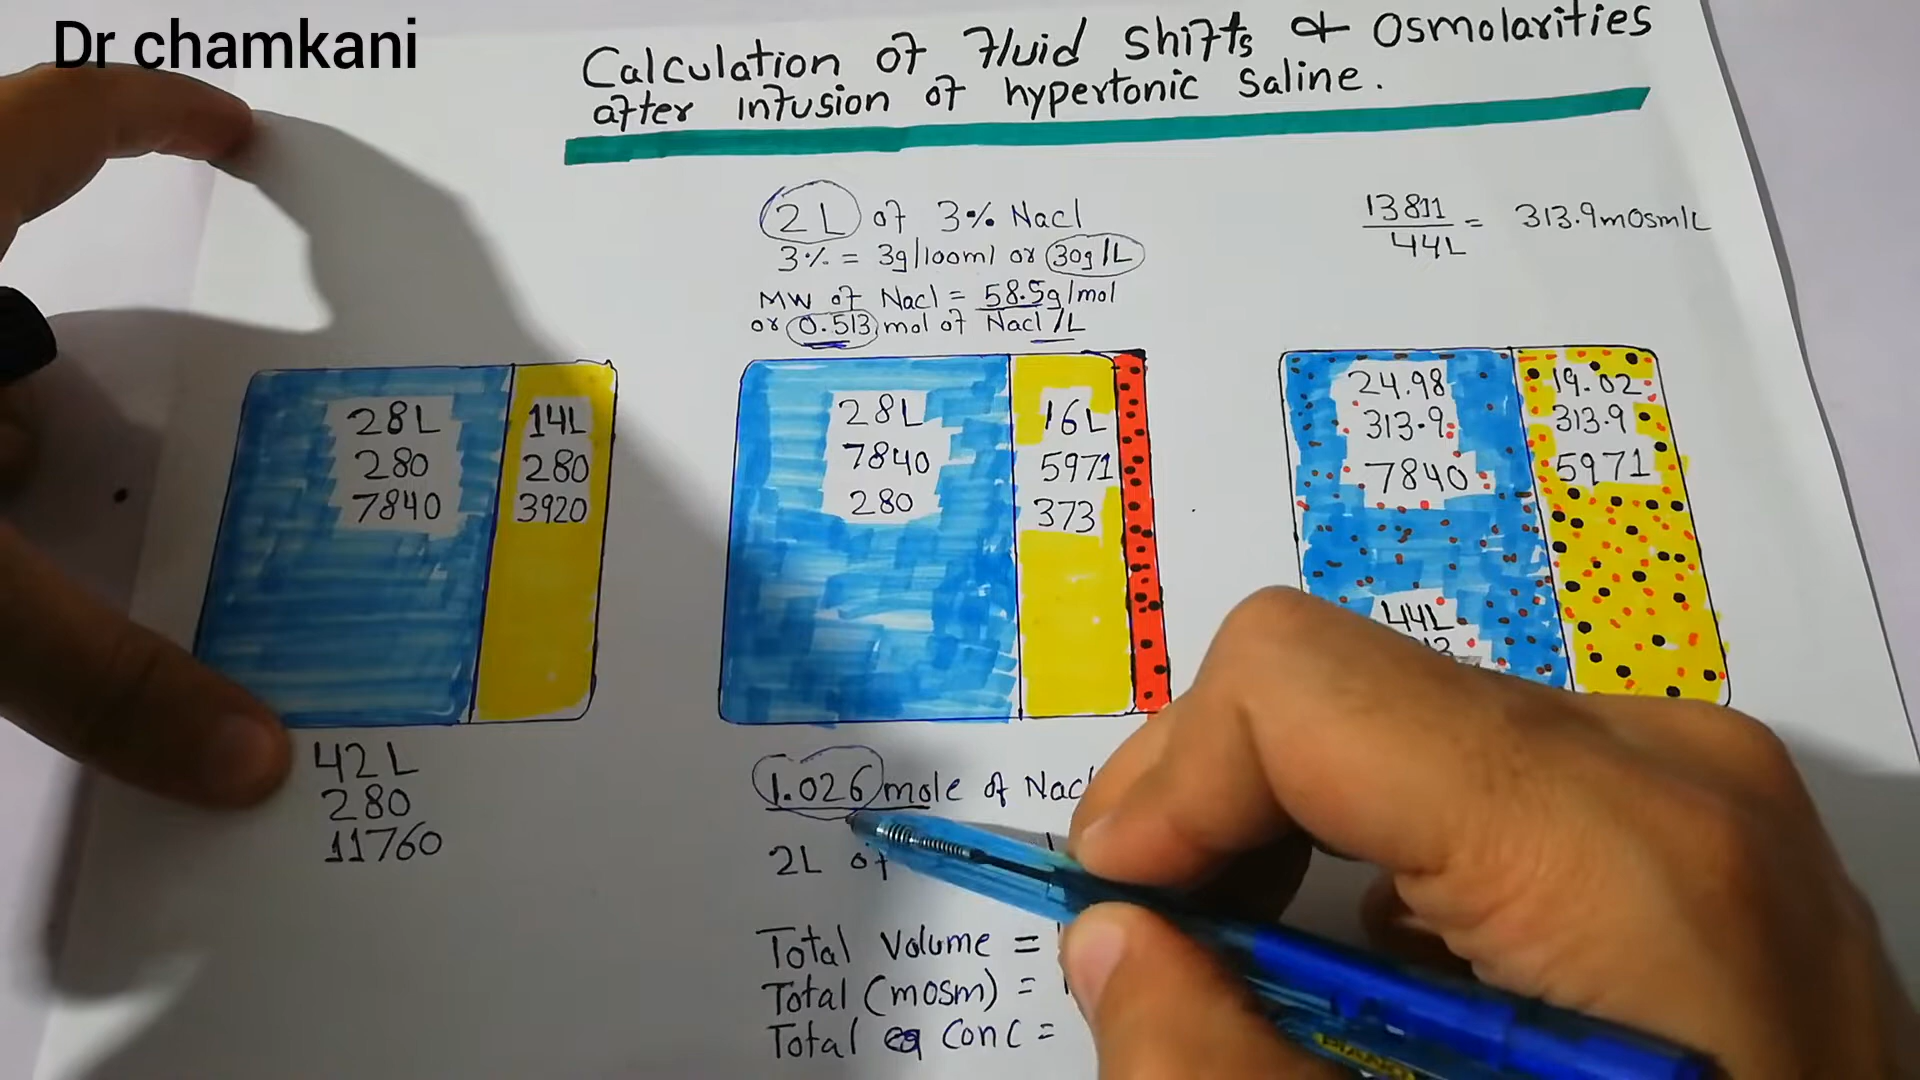 Dr chamkani
Calculation of Fluid Shifts & Osmolarities
after infusion of hypertonic Saline.
2 L of 3% Nacl
3% = 3g/100ml or 30g/L
MW of Nacl = 58.5g/mol
or 0.513 mol of Nacl/L
13811
44L
= 313.9mosm/L
28L
280
7840
14L
280
3920
42 L
280
11760
28L
7840
280
16L
5971
373
24.98
313.9
7840
19.02
313.9
5971
44L
1.026 mole of Nacl
2L of
Total Volume =
Total (mosm) =
Total Conc =